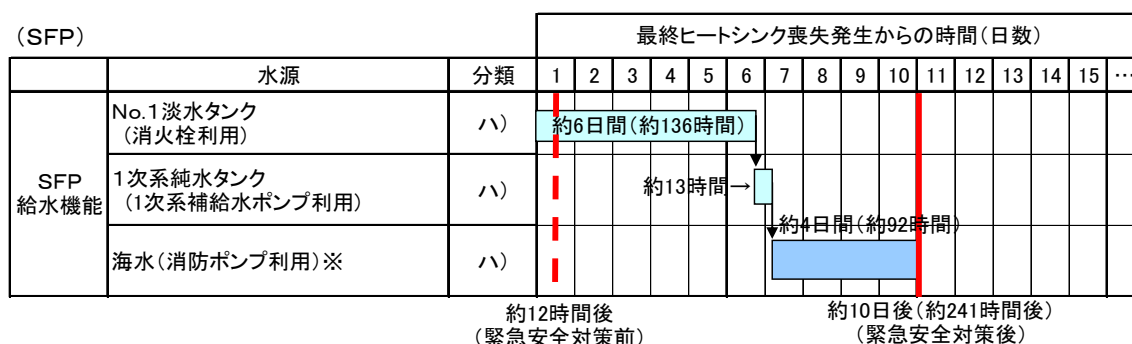 (SFP)
最終ヒートシンク喪失発生からの時間(日数)
水源 分類 1 2 3 4 5 6 7 8 9 10 11 12 13 14 15 …
SFP
給水機能
No.1淡水タンク
(消火栓利用)
ハ)
約6日間(約136時間)
1次系純水タンク
(1次系補給水ポンプ利用)
ハ)
約13時間→
海水(消防ポンプ利用)※
ハ)
約4日間(約92時間)
約12時間後
(緊急安全対策前)
約10日後(約241時間後)
(緊急安全対策後)